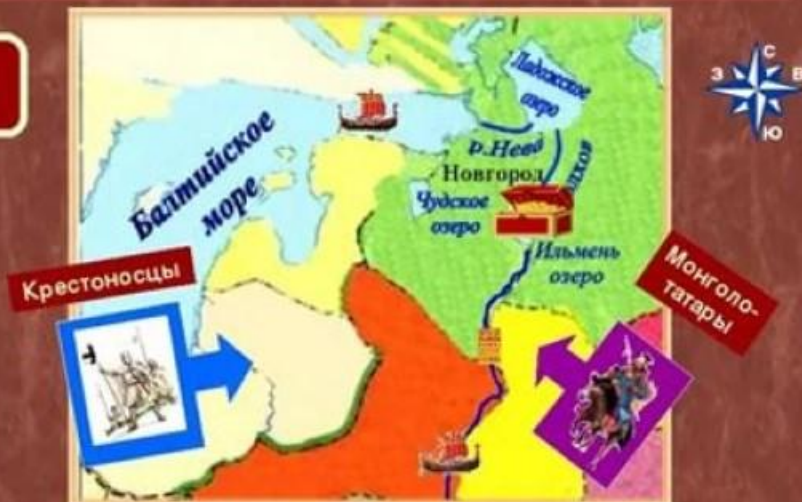 С
З
В
Ю
Ладожское
озеро
Балтийское
море
р.Нева
Новгород
Чудское
озеро
Ильмень
озеро
Крестоносцы
Монголо-
татары